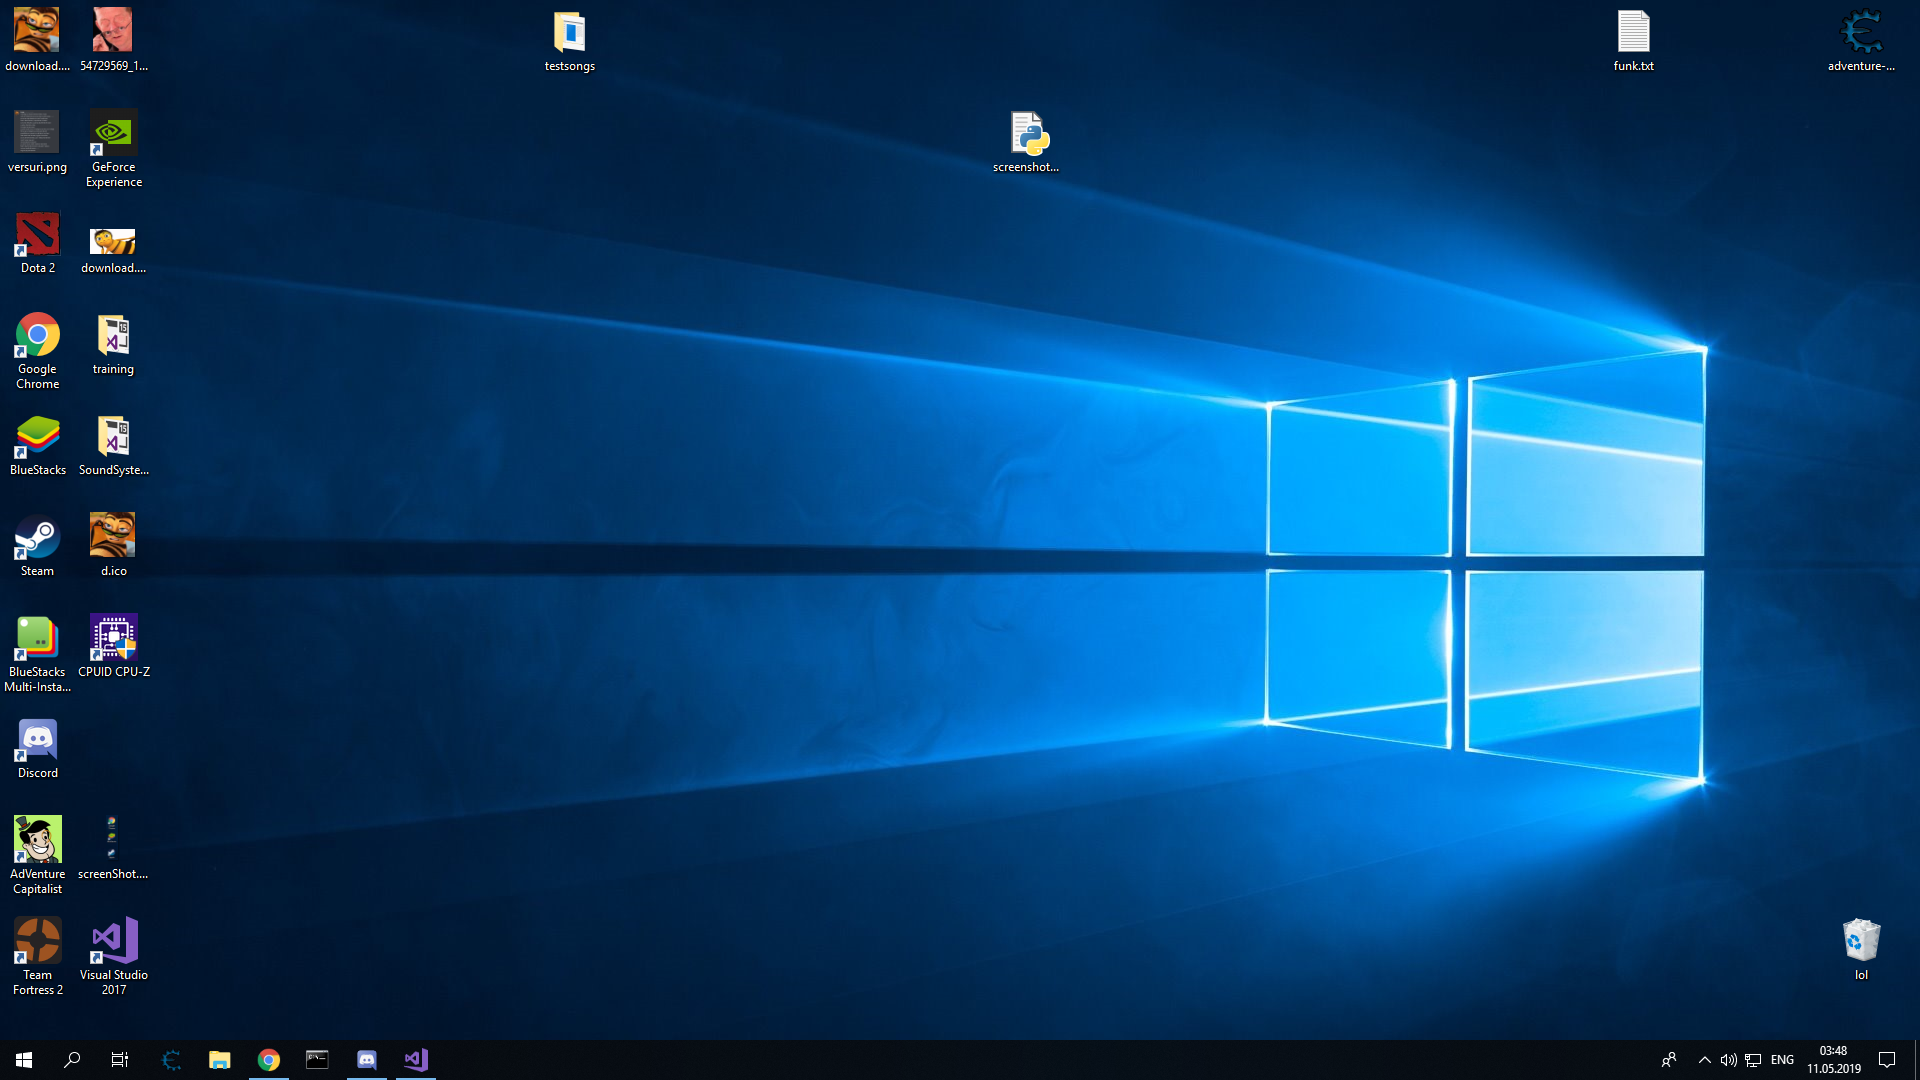 download....
54729569_1...
testsongs
funk.txt
adventure-...
versuri.png
GeForce
Experience
screenshot...
Dota 2
download....
Google
Chrome
training
BlueStacks
SoundSyste...
Steam
d.ico
BlueStacks
Multi-Insta...
CPUID CPU-Z
Discord
AdVenture
Capitalist
screenShot....
Team
Fortress 2
Visual Studio
2017
lol
ENG
03:48
11.05.2019